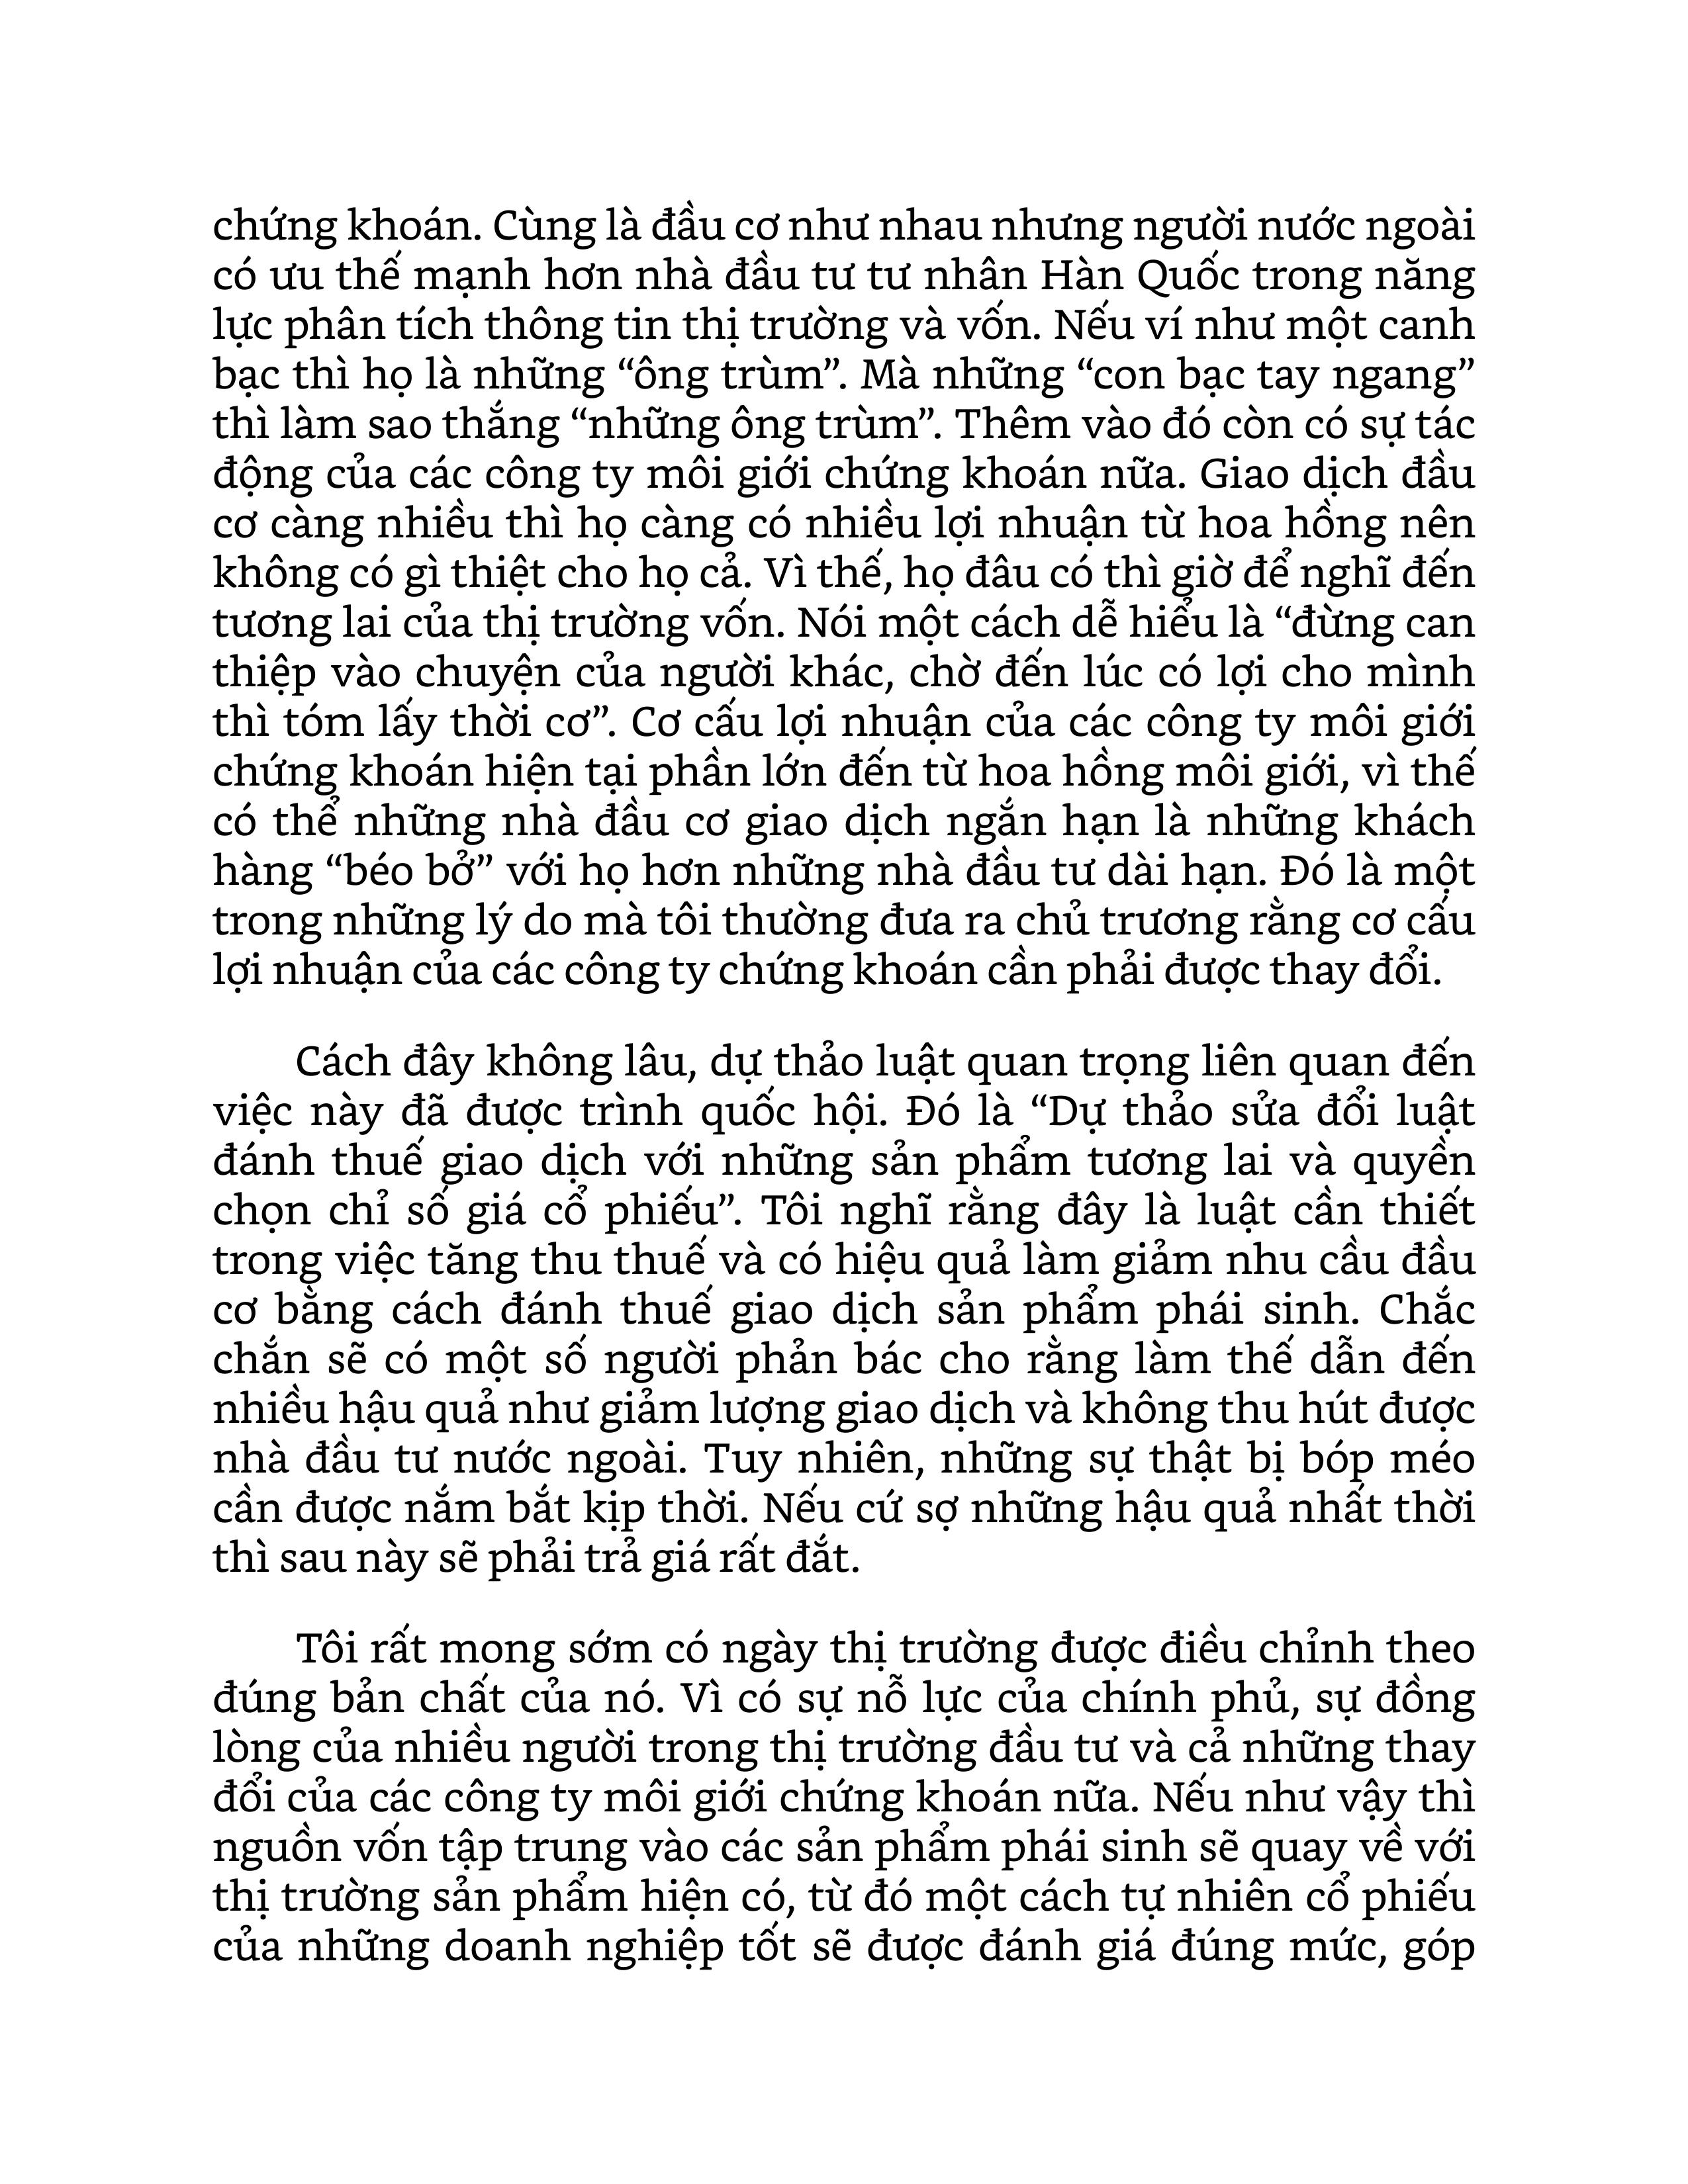 chứng khoán. Cùng là đầu cơ như nhau nhưng người nước ngoài
có ưu thế mạnh hơn nhà đầu tư tư nhân Hàn Quốc trong năng
lực phân tích thông tin thị trường và vốn. Nếu ví như một canh
bạc thì họ là những “ông trùm”. Mà những “con bạc tay ngang”
thì làm sao thắng “những ông trùm”. Thêm vào đó còn có sự tác
động của các công ty môi giới chứng khoán nữa. Giao dịch đầu
cơ càng nhiều thì họ càng có nhiều lợi nhuận từ hoa hồng nên
không có gì thiệt cho họ cả. Vì thế, họ đâu có thì giờ để nghĩ đến
tương lai của thị trường vốn. Nói một cách dễ hiểu là “đừng can
thiệp vào chuyện của người khác, chờ đến lúc có lợi cho mình
thì tóm lấy thời cơ”. Cơ cấu lợi nhuận của các công ty môi giới
chứng khoán hiện tại phần lớn đến từ hoa hồng môi giới, vì thế
có thể những nhà đầu cơ giao dịch ngắn hạn là những khách
hàng “béo bở” với họ hơn những nhà đầu tư dài hạn. Đó là một
trong những lý do mà tôi thường đưa ra chủ trương rằng cơ cấu
lợi nhuận của các công ty chứng khoán cần phải được thay đổi.
Cách đây không lâu, dự thảo luật quan trọng liên quan đến
việc này đã được trình quốc hội. Đó là “Dự thảo sửa đổi luật
đánh thuế giao dịch với những sản phẩm tương lai và quyền
chọn chỉ số giá cổ phiếu”. Tôi nghĩ rằng đây là luật cần thiết
trong việc tăng thu thuế và có hiệu quả làm giảm nhu cầu đầu
cơ bằng cách đánh thuế giao dịch sản phẩm phái sinh. Chắc
chắn sẽ có một số người phản bác cho rằng làm thế dẫn đến
nhiều hậu quả như giảm lượng giao dịch và không thu hút được
nhà đầu tư nước ngoài. Tuy nhiên, những sự thật bị bóp méo
cần được nắm bắt kịp thời. Nếu cứ sợ những hậu quả nhất thời
thì sau này sẽ phải trả giá rất đắt.
Tôi rất mong sớm có ngày thị trường được điều chỉnh theo
đúng bản chất của nó. Vì có sự nỗ lực của chính phủ, sự đồng
lòng của nhiều người trong thị trường đầu tư và cả những thay
đổi của các công ty môi giới chứng khoán nữa. Nếu như vậy thì
nguồn vốn tập trung vào các sản phẩm phái sinh sẽ quay về với
thị trường sản phẩm hiện có, từ đó một cách tự nhiên cổ phiếu
của những doanh nghiệp tốt sẽ được đánh giá đúng mức, góp